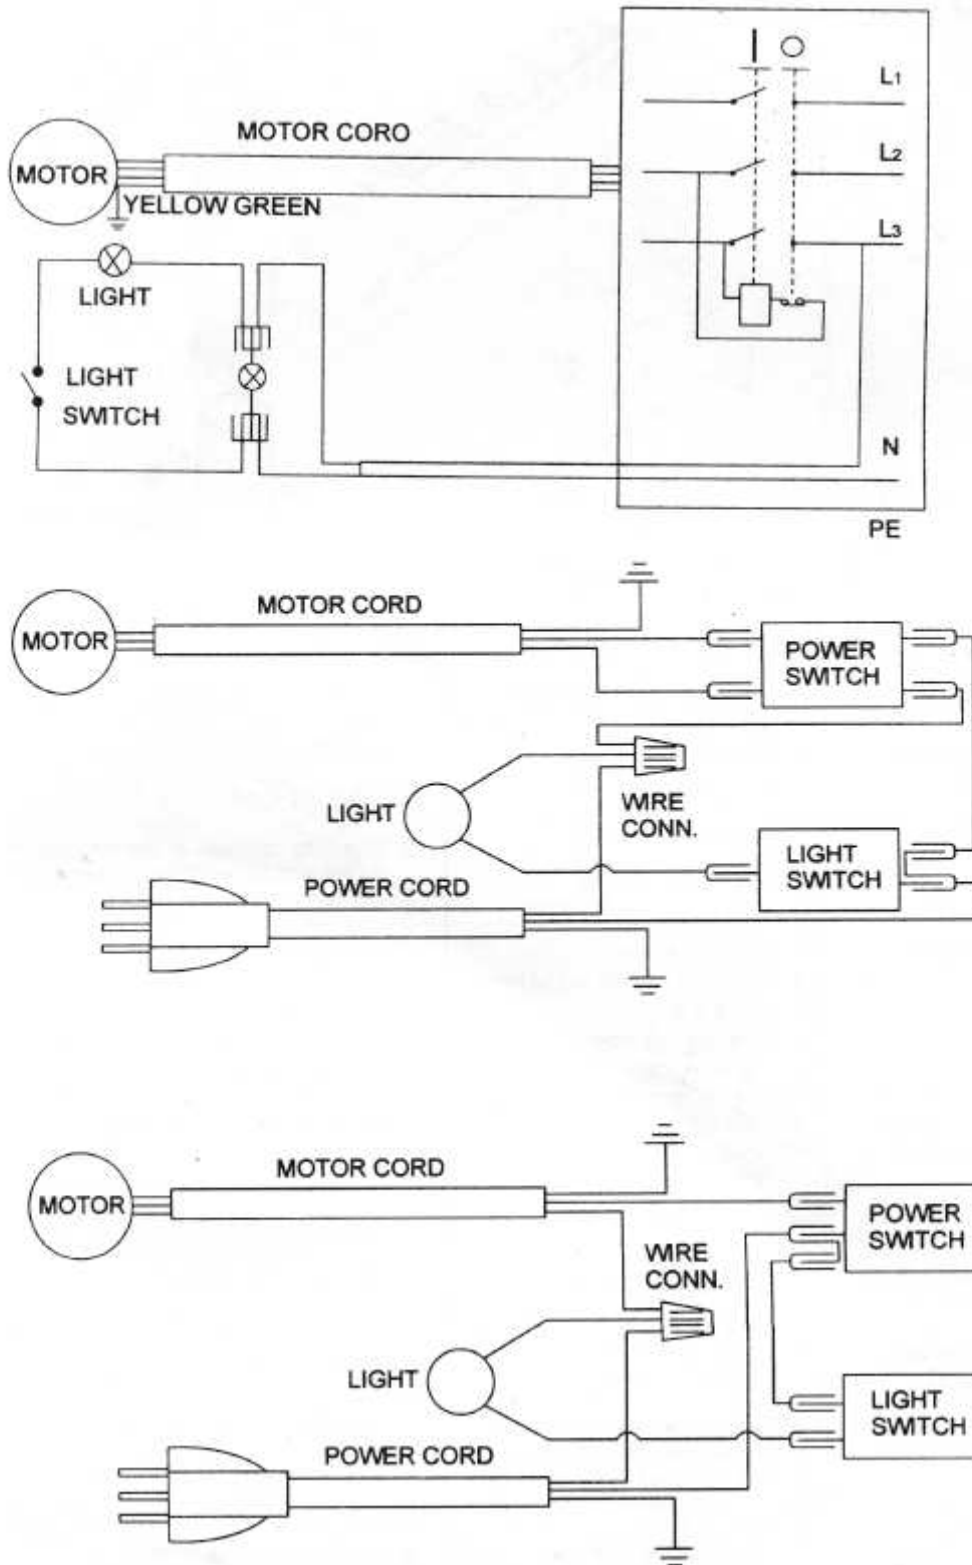 L1
MOTOR CORO
MOTOR
L2
YELLOW GREEN
L3
LIGHT
LIGHT
SWITCH
N
PE
MOTOR CORD
MOTOR
POWER
SWITCH
LIGHT
WIRE
CONN.
LIGHT
SWITCH
POWER CORD
MOTOR CORD
MOTOR
POWER
SWITCH
WIRE
CONN.
LIGHT
LIGHT
SWITCH
POWER CORD